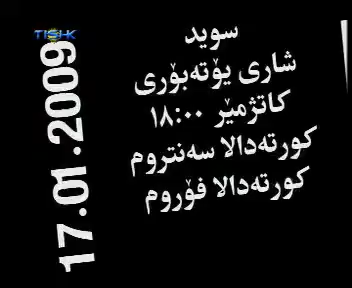 TISHK
سوید
شاری یۆتەبۆری
کاتژمێر ١٨:٠٠
کورتەدالا سەنتروم
کورتەدالا فۆروم
17.01.2009